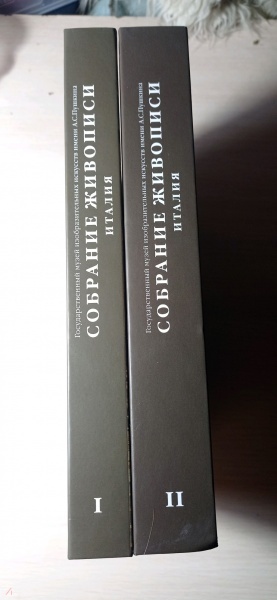 Государственный музей изобразительных искусств имени А.С.Пушкина
СОБРАНИЕ ЖИВОПИСИ
ИТАЛИЯ
I
Государственный музей изобразительных искусств имени А.С.Пушкина
СОБРАНИЕ ЖИВОПИСИ
ИТАЛИЯ
II